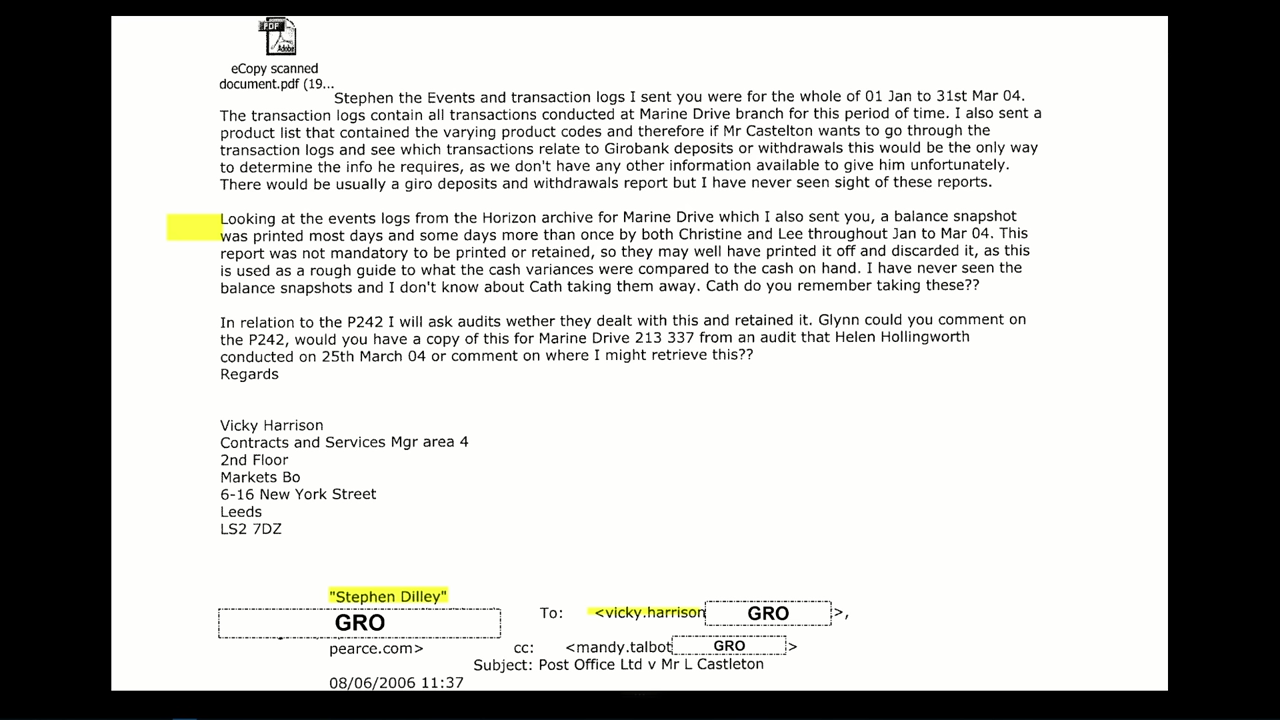 PDF
Adobe
eCopy scanned
document.pdf (19...
Stephen the Events and transaction logs I sent you were for the whole of 01 Jan to 31st Mar 04.
The transaction logs contain all transactions conducted at Marine Drive branch for this period of time. I also sent a
product list that contained the varying product codes and therefore if Mr Castelton wants to go through the
transaction logs and see which transactions relate to Girobank deposits or withdrawals this would be the only way
to determine the info he requires, as we don't have any other information available to give him unfortunately.
There would be usually a giro deposits and withdrawals report but I have never seen sight of these reports.
Looking at the events logs from the Horizon archive for Marine Drive which I also sent you, a balance snapshot
was printed most days and some days more than once by both Christine and Lee throughout Jan to Mar 04. This
report was not mandatory to be printed or retained, so they may well have printed it off and discarded it, as this
is used as a rough guide to what the cash variances were compared to the cash on hand. I have never seen the
balance snapshots and I don't know about Cath taking them away. Cath do you remember taking these??
In relation to the P242 I will ask audits wether they dealt with this and retained it. Glynn could you comment on
the P242, would you have a copy of this for Marine Drive 213 337 from an audit that Helen Hollingworth
conducted on 25th March 04 or comment on where I might retrieve this??
Regards
Vicky Harrison
Contracts and Services Mgr area 4
2nd Floor
Markets Bo
6-16 New York Street
Leeds
LS2 7DZ
"Stephen Dilley"
GRO To: <vicky.harrison GRO >,
pearce.com> cc: <mandy.talbot GRO >
Subject: Post Office Ltd v Mr L Castleton
08/06/2006 11:37